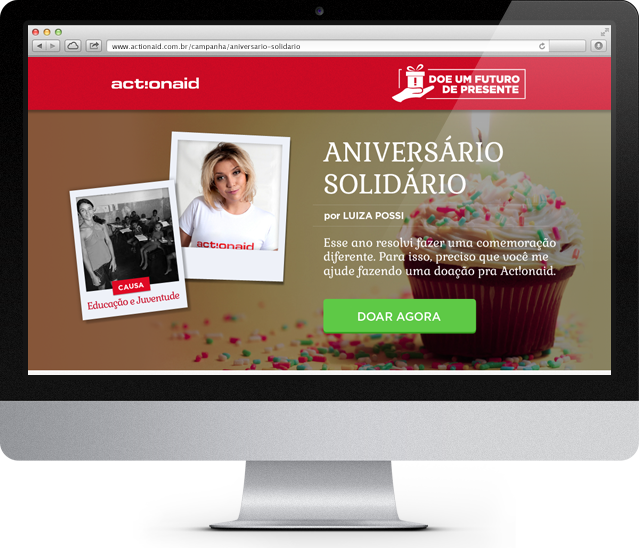 www.actionaid.com.br/campanha/aniversario-solidario
act!onaid
DOE UM FUTURO
DE PRESENTE
ANIVERSÁRIO
SOLIDÁRIO
por LUIZA POSSI
Esse ano resolvi fazer uma comemoração
diferente. Para isso, preciso que você me
ajude fazendo uma doação pra Act!onaid.
DOAR AGORA
act!onaid
CAUSA
Educação e Juventude